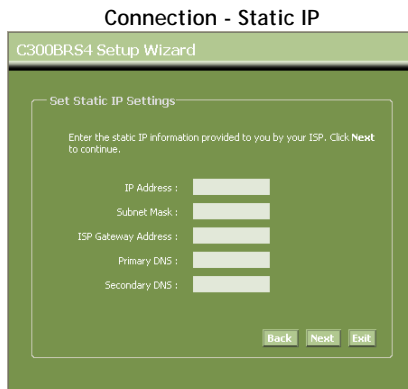 Connection - Static IP
C300BRS4 Setup Wizard
Set Static IP Settings
Enter the static IP information provided to you by your ISP. Click Next
to continue.
IP Address :
Subnet Mask :
ISP Gateway Address :
Primary DNS :
Secondary DNS :
Back Next Exit